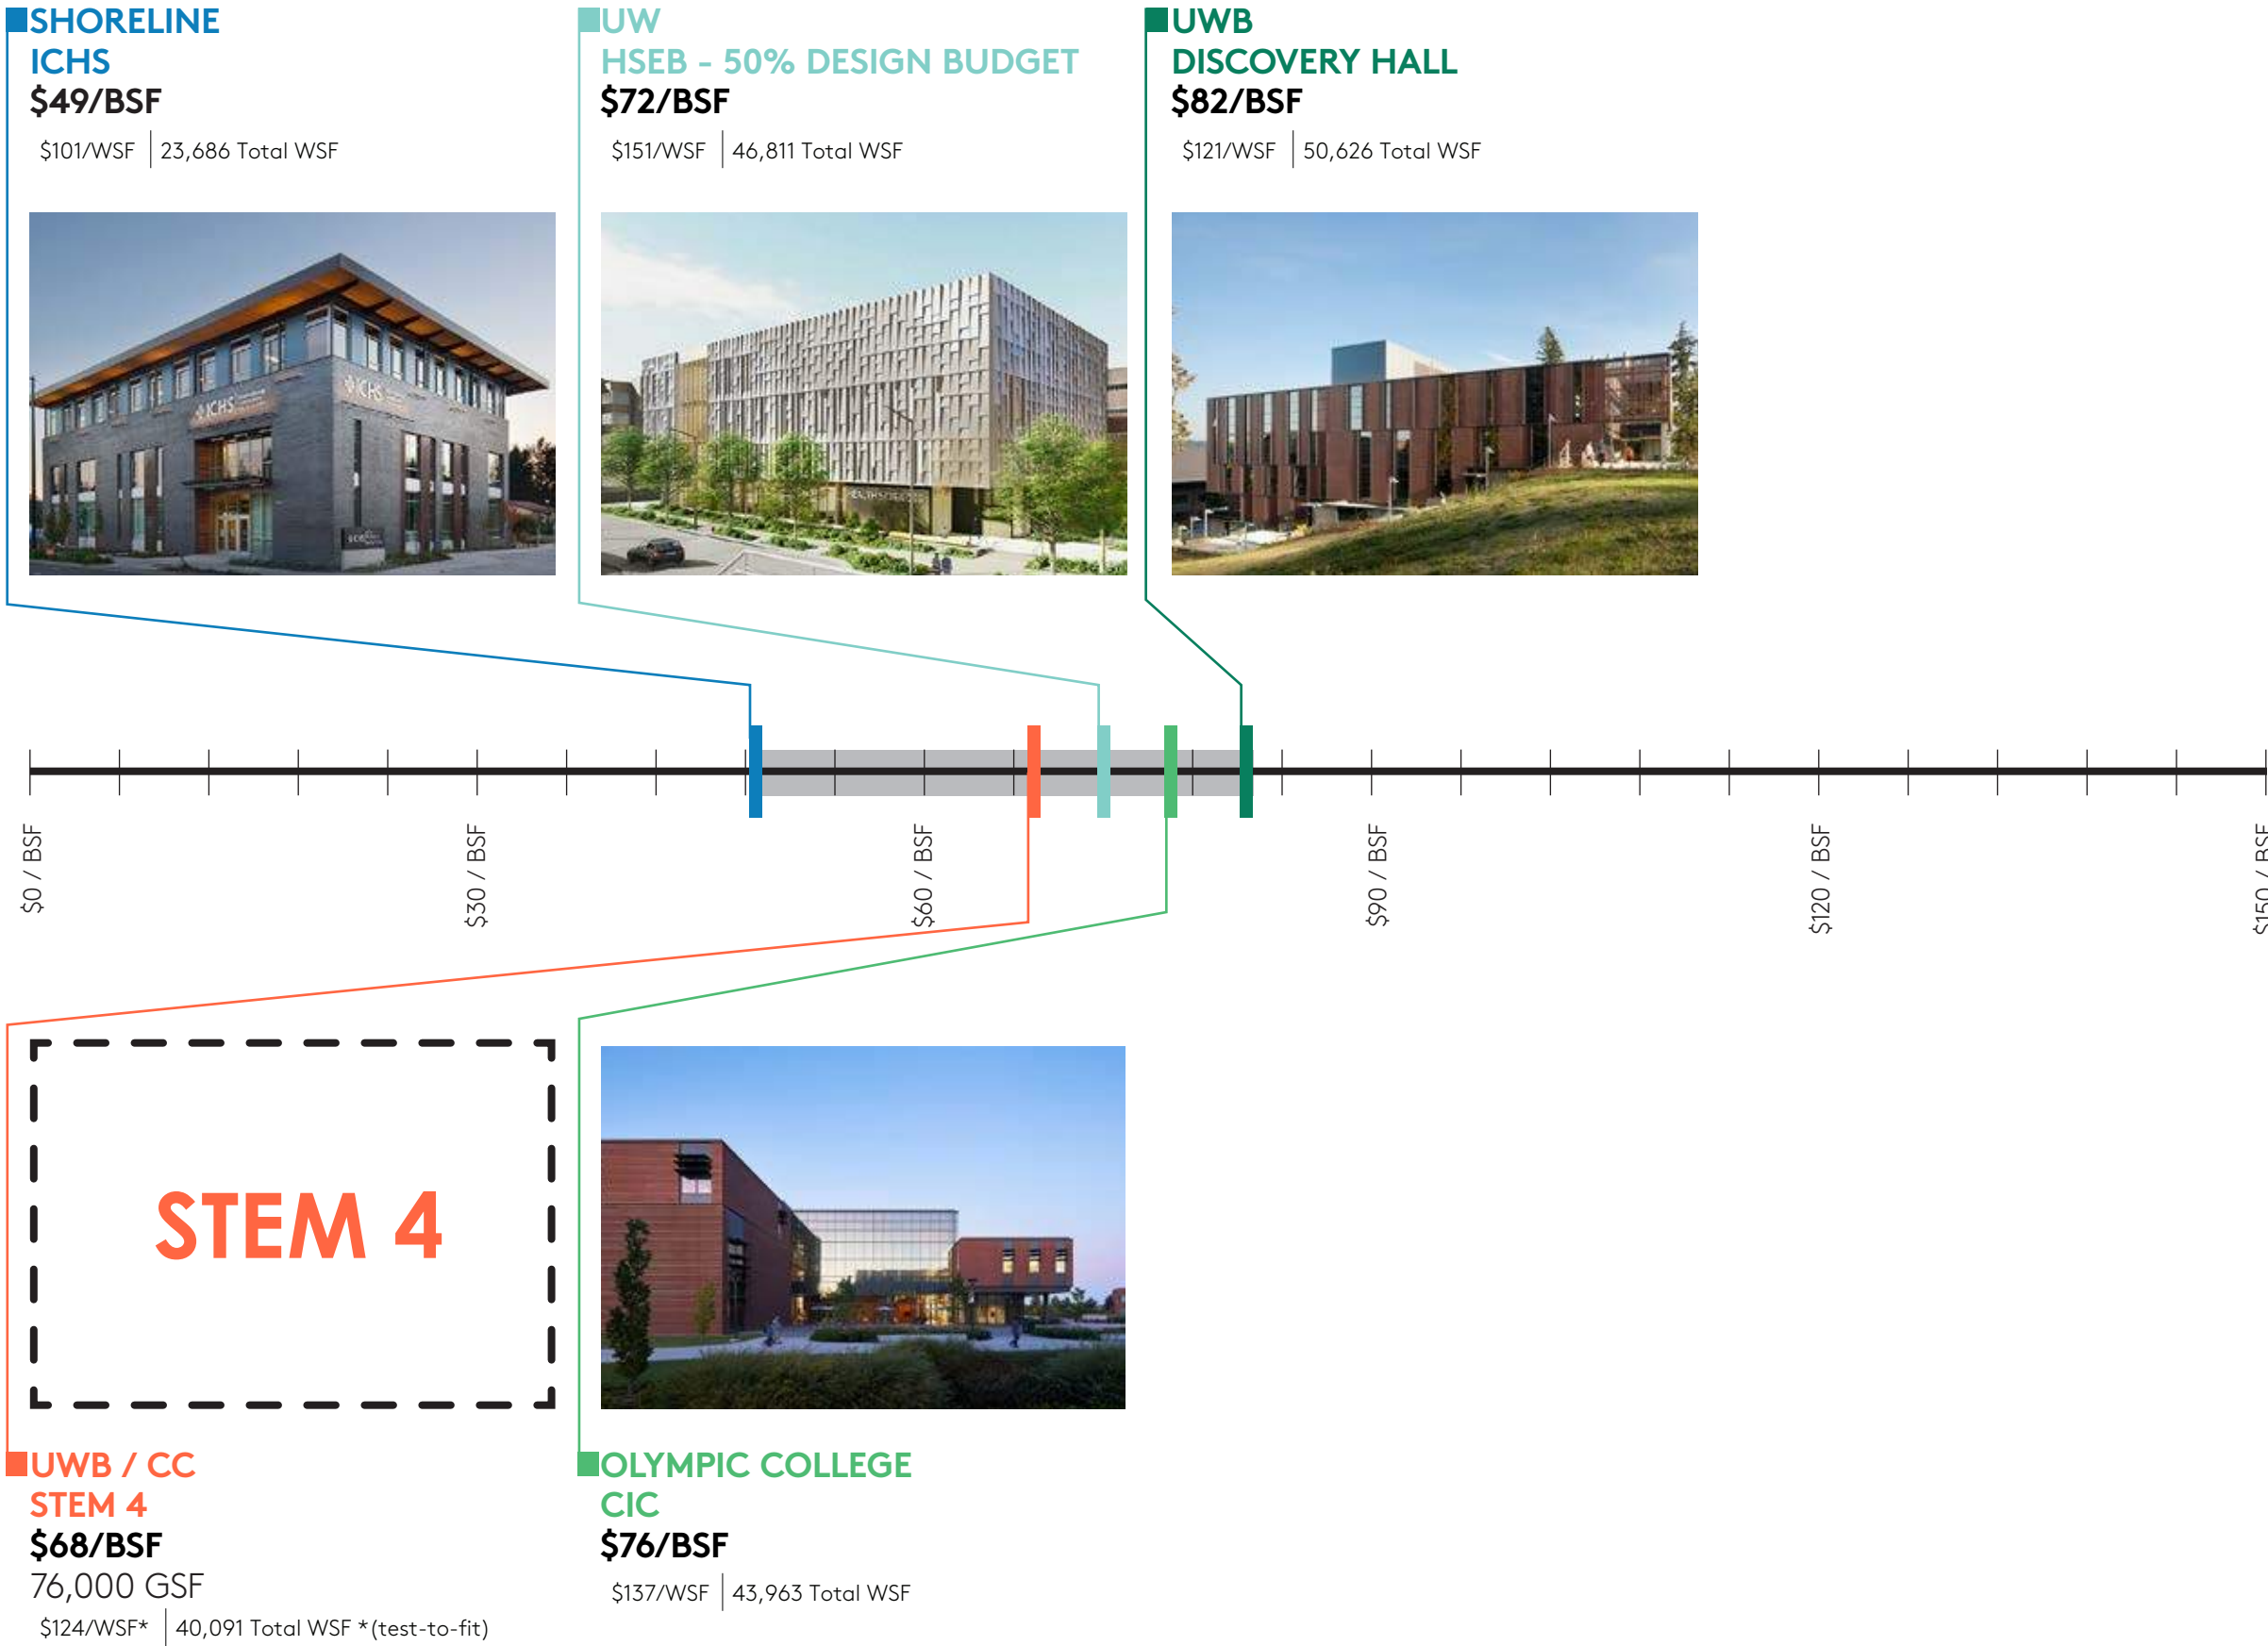 SHORELINE
ICHS
$49/BSF
$101/WSF | 23,686 Total WSF
UW
HSEB - 50% DESIGN BUDGET
$72/BSF
$151/WSF | 46,811 Total WSF
UWB
DISCOVERY HALL
$82/BSF
$121/WSF | 50,626 Total WSF
ICHS
ICHS
$0 / BSF
$30 / BSF
$60 / BSF
$90 / BSF
$120 / BSF
$150 / BSF
STEM 4
UWB / CC
STEM 4
$68/BSF
76,000 GSF
$124/WSF* | 40,091 Total WSF *(test-to-fit)
OLYMPIC COLLEGE
CIC
$76/BSF
$137/WSF | 43,963 Total WSF